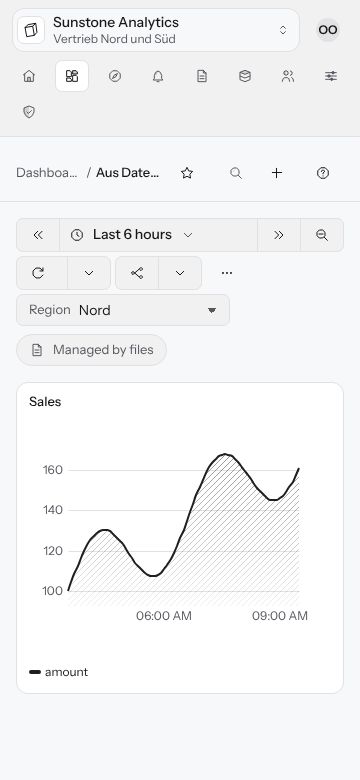 Sunstone Analytics
Vertrieb Nord und Süd
OO
Dashboa... / Aus Date...
Last 6 hours
Region Nord
Managed by files
Sales
160
140
120
100
06:00 AM 09:00 AM
amount